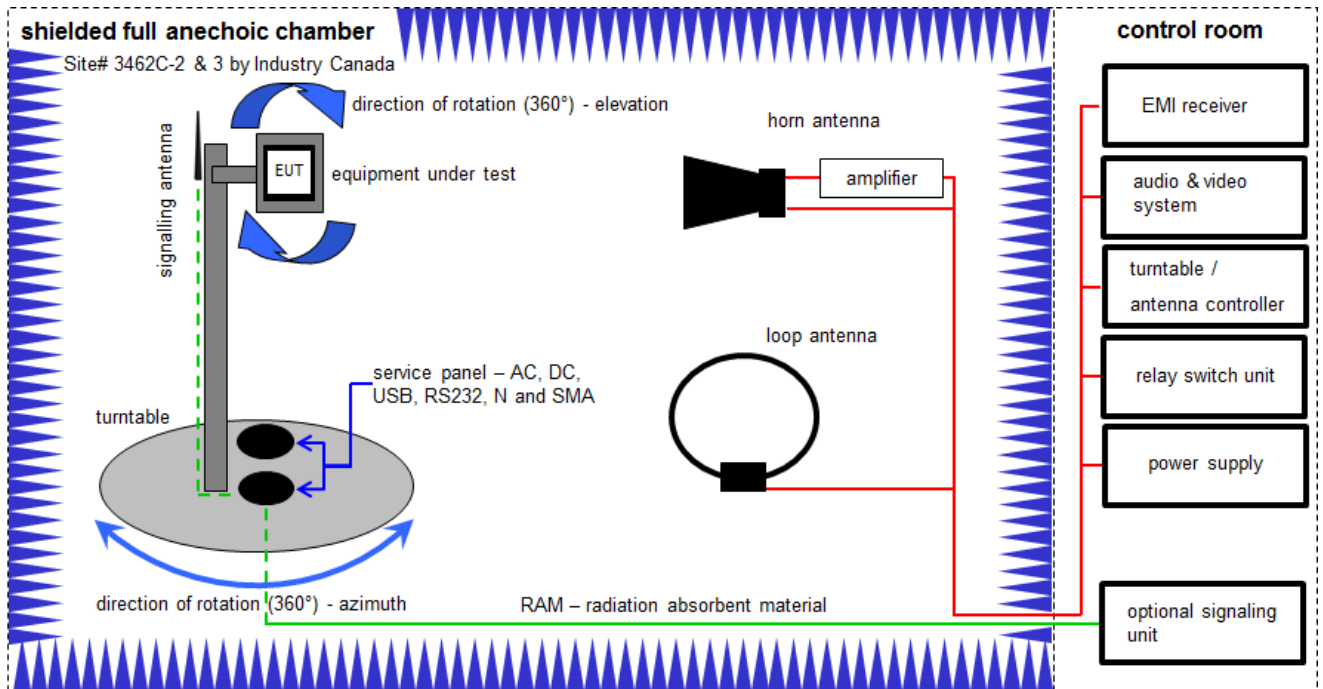 shielded full anechoic chamber
Site# 3462C-2 & 3 by Industry Canada
direction of rotation (360°) - elevation
signalling antenna
EUT
equipment under test
horn antenna
amplifier
loop antenna
service panel – AC, DC,
USB, RS232, N and SMA
turntable
direction of rotation (360°) - azimuth
RAM – radiation absorbent material
control room
EMI receiver
audio & video
system
turntable /
antenna controller
relay switch unit
power supply
optional signaling
unit